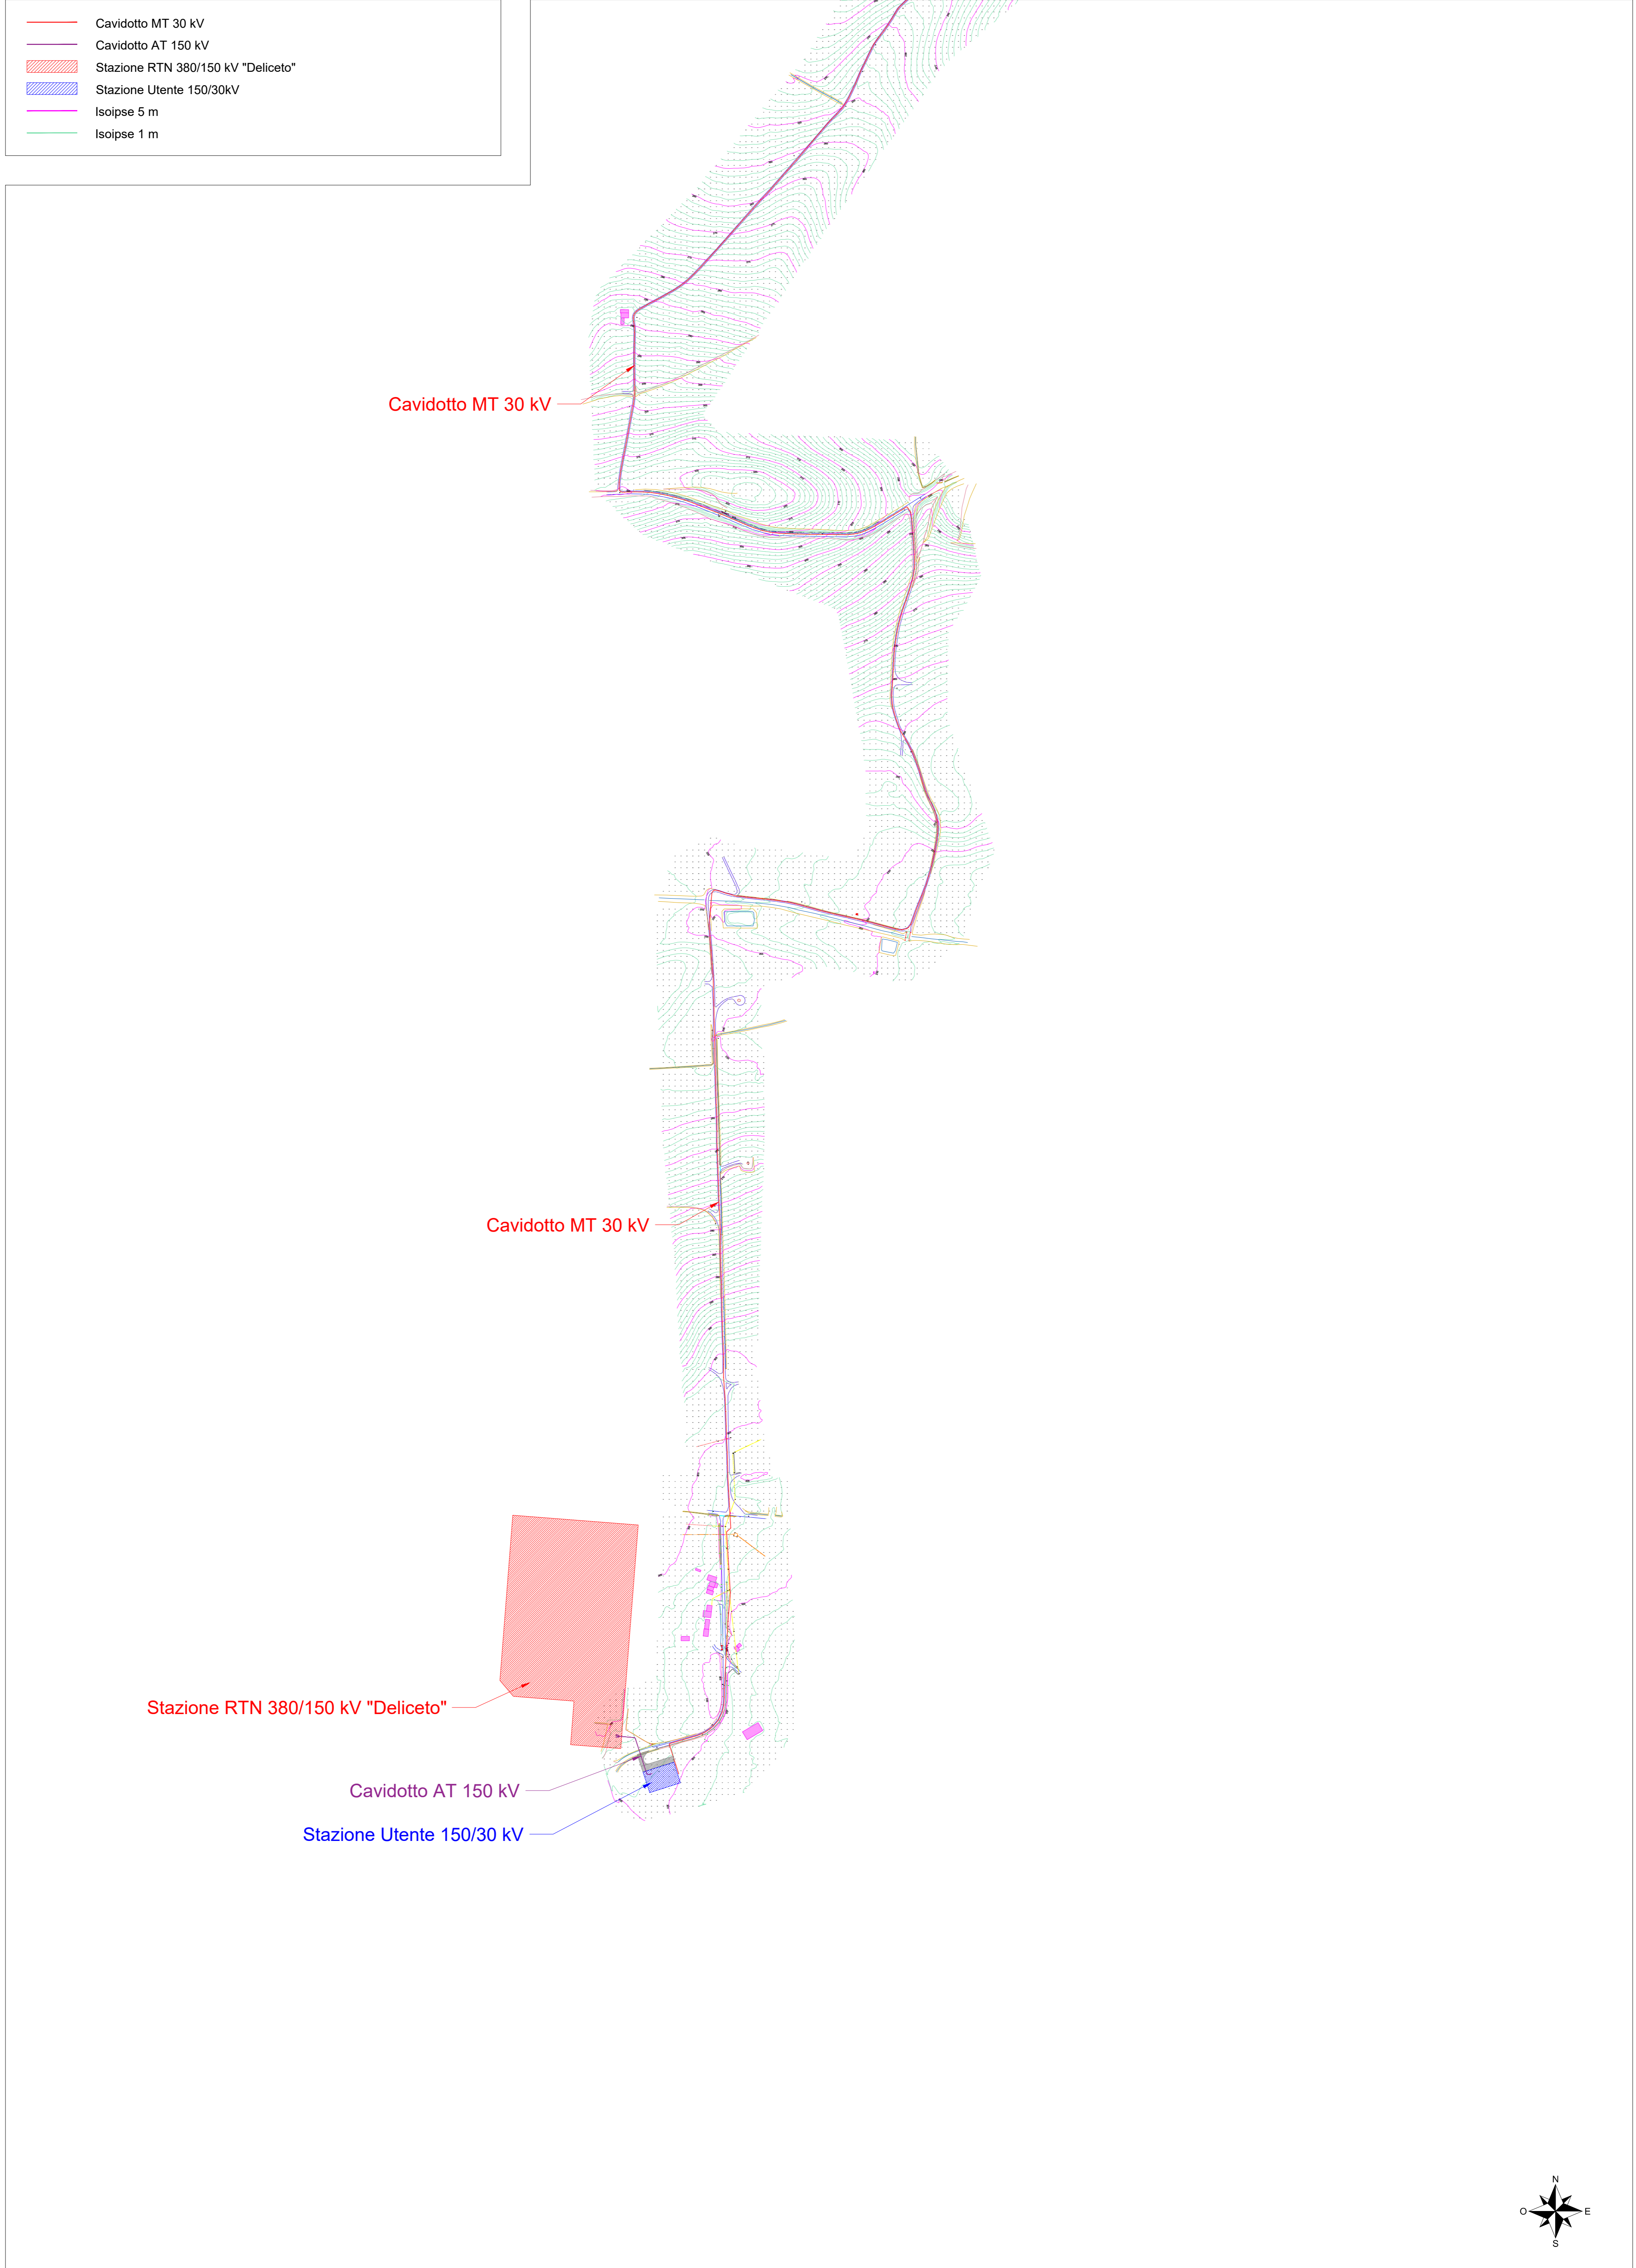 Cavidotto MT 30 kV
Cavidotto AT 150 kV
Stazione RTN 380/150 kV "Deliceto"
Stazione Utente 150/30kV
Isoipse 5 m
Isoipse 1 m
Cavidotto MT 30 kV
Cavidotto MT 30 kV
Stazione RTN 380/150 kV "Deliceto"
Cavidotto AT 150 kV
Stazione Utente 150/30 kV
N
O
E
S